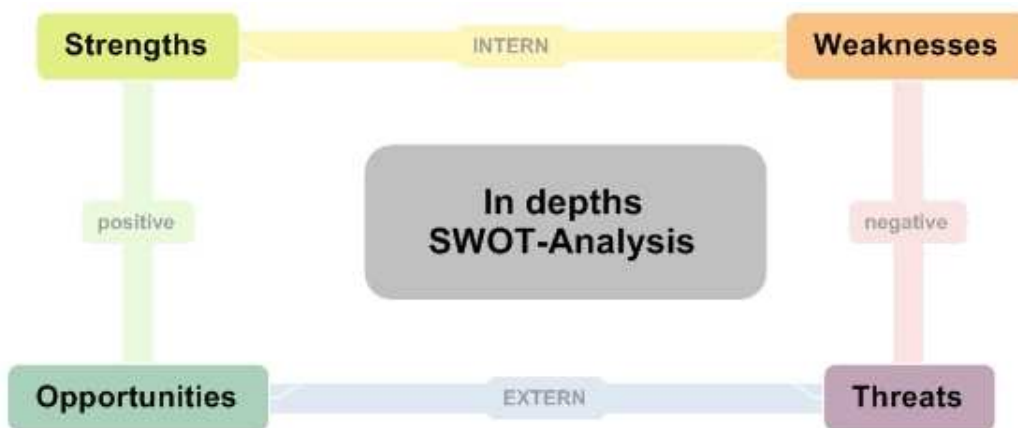 Strengths
INTERN
Weaknesses
In depths
SWOT-Analysis
positive
negative
Opportunities
EXTERN
Threats